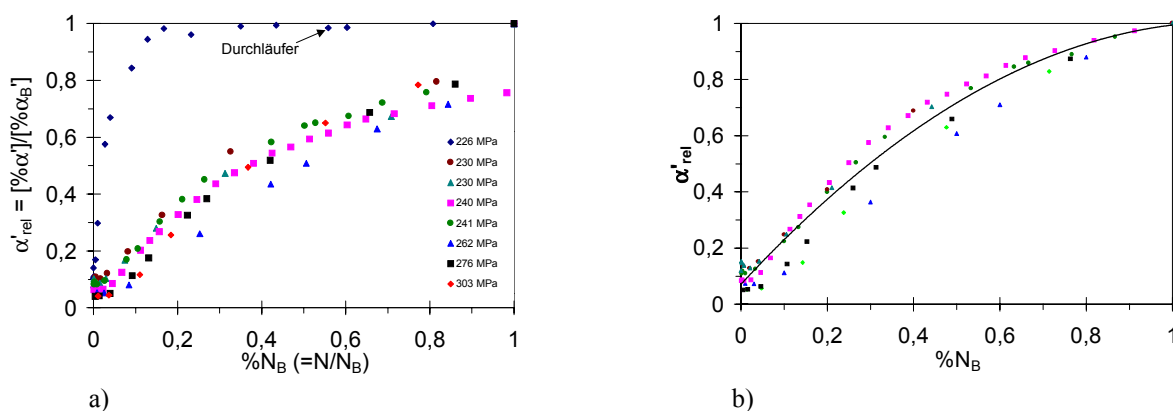 α'rel = [%α']/[%αB']
1
0,8
0,6
0,4
0,2
0
Durchläufer
226 MPa
230 MPa
230 MPa
240 MPa
241 MPa
262 MPa
276 MPa
303 MPa
0 0,2 0,4 0,6 0,8 1
%NB (=N/NB)
a)
α'rel
1
0,8
0,6
0,4
0,2
0
0 0,2 0,4 0,6 0,8 1
%NB
b)